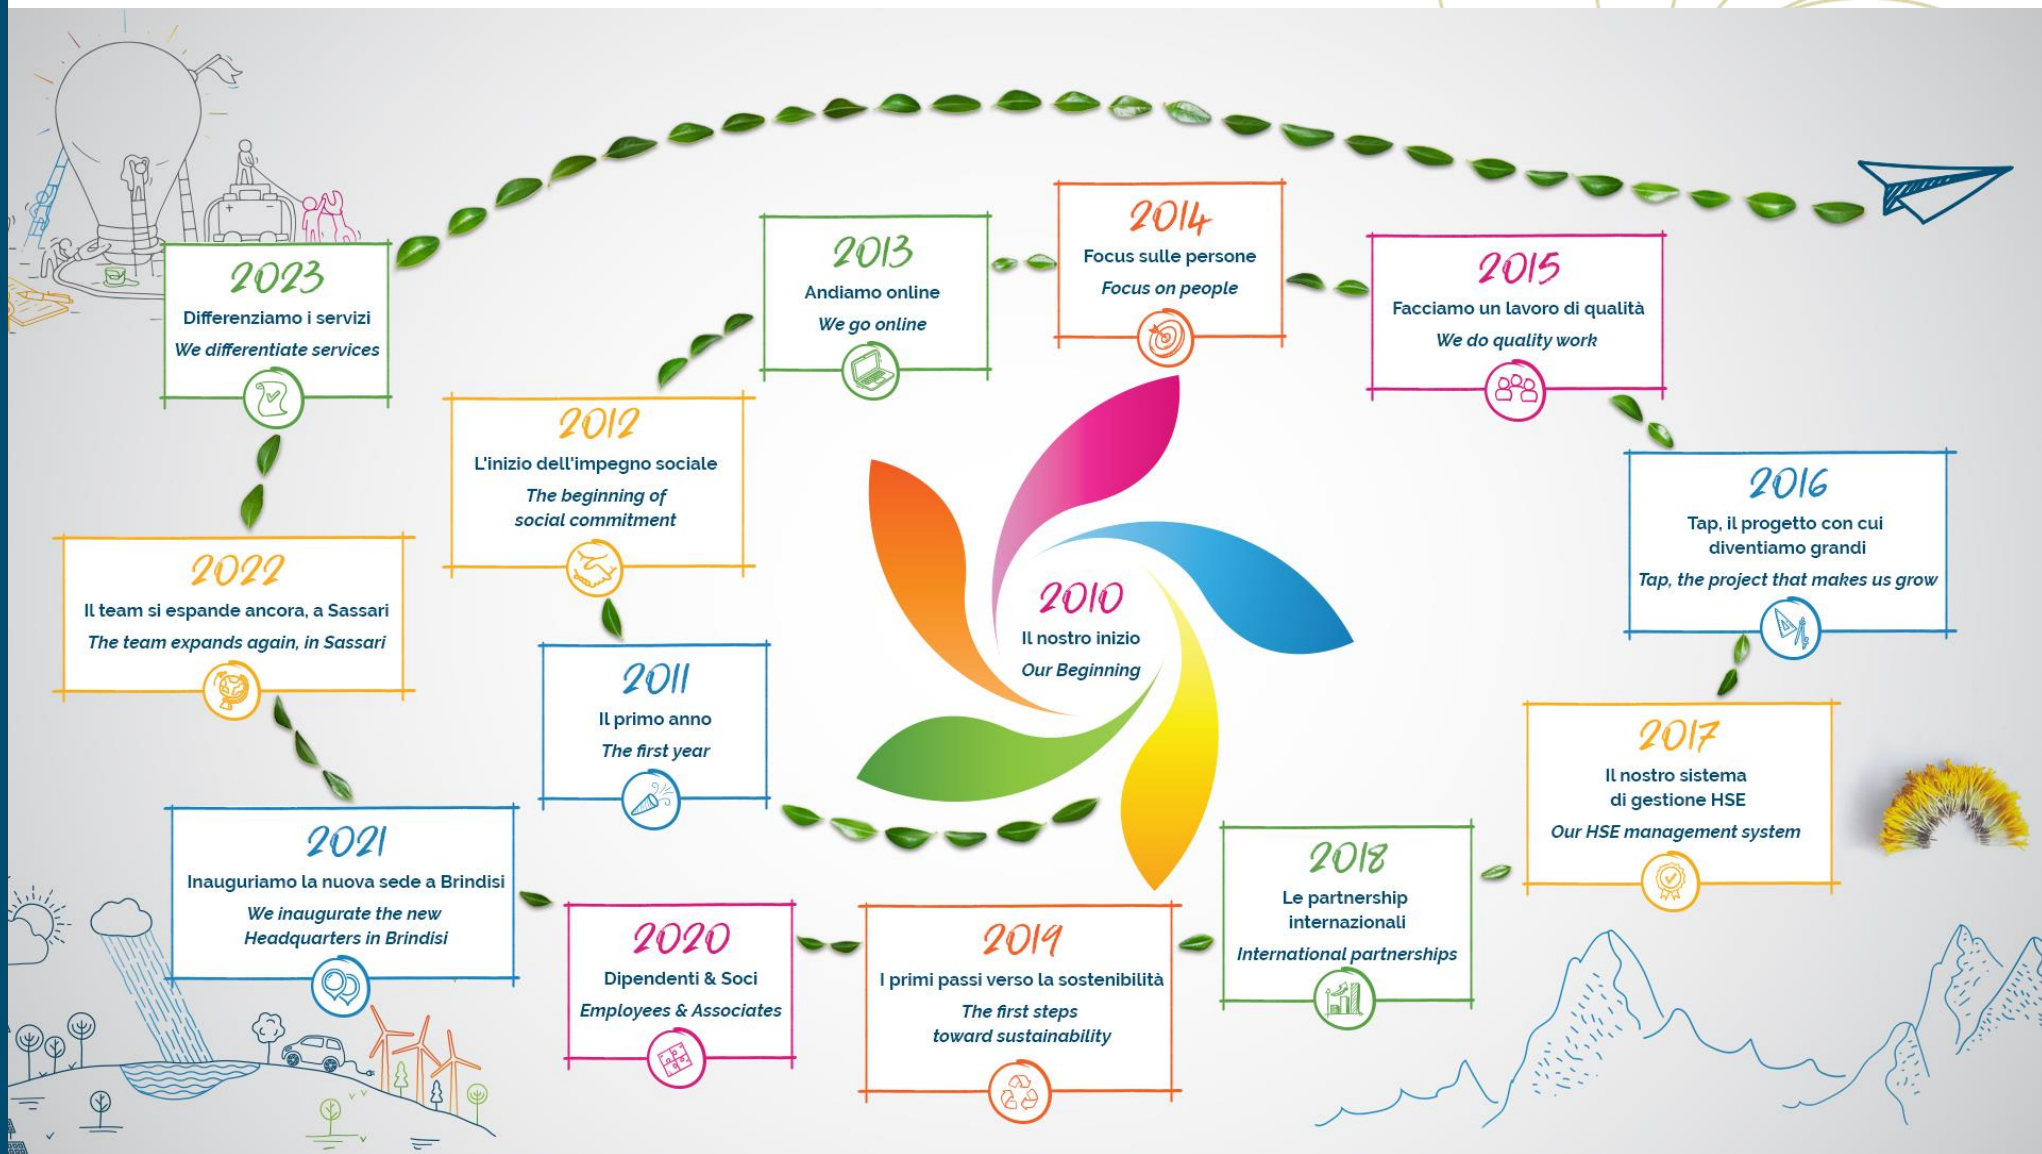 2010
Il nostro inizio
Our Beginning
2011
Il primo anno
The first year
2012
L'inizio dell'impegno sociale
The beginning of
social commitment
2013
Andiamo online
We go online
2014
Focus sulle persone
Focus on people
2015
Facciamo un lavoro di qualità
We do quality work
2016
Tap, il progetto con cui
diventiamo grandi
Tap, the project that makes us grow
2017
Il nostro sistema
di gestione HSE
Our HSE management system
2018
Le partnership
internazionali
International partnerships
2019
I primi passi verso la sostenibilità
The first steps
toward sustainability
2020
Dipendenti & Soci
Employees & Associates
2021
Inauguriamo la nuova sede a Brindisi
We inaugurate the new
Headquarters in Brindisi
2022
Il team si espande ancora, a Sassari
The team expands again, in Sassari
2023
Differenziamo i servizi
We differentiate services